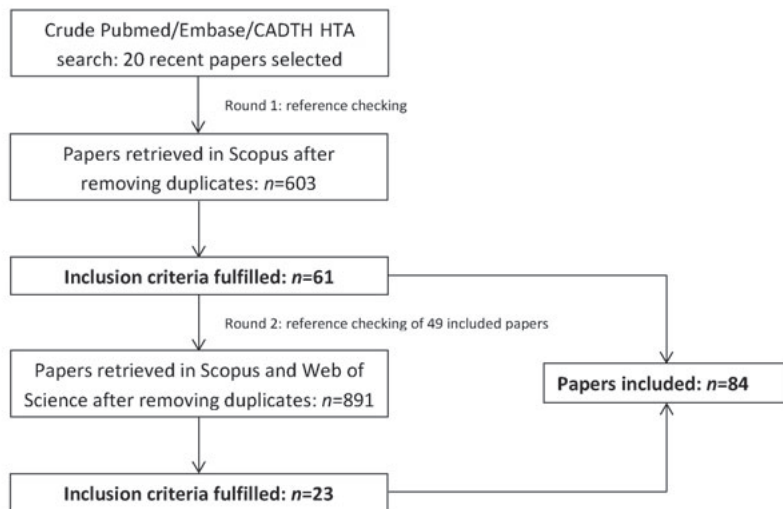 Crude Pubmed/Embase/CADTH HTA
search: 20 recent papers selected
Round 1: reference checking
Papers retrieved in Scopus after
removing duplicates: n=603
Inclusion criteria fulfilled: n=61
Round 2: reference checking of 49 included papers
Papers retrieved in Scopus and Web of
Science after removing duplicates: n=891
Papers included: n=84
Inclusion criteria fulfilled: n=23